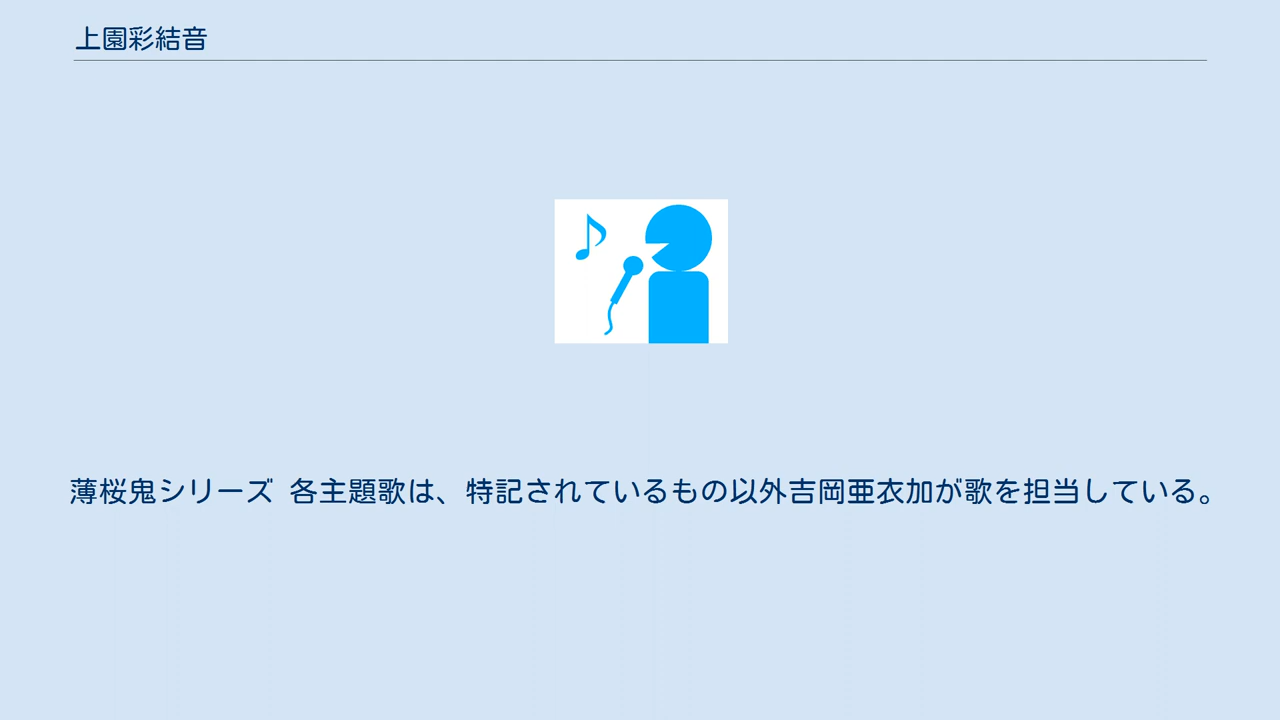 上園彩結音
薄桜鬼シリーズ 各主題歌は、特記されているもの以外吉岡亜衣加が歌を担当している。